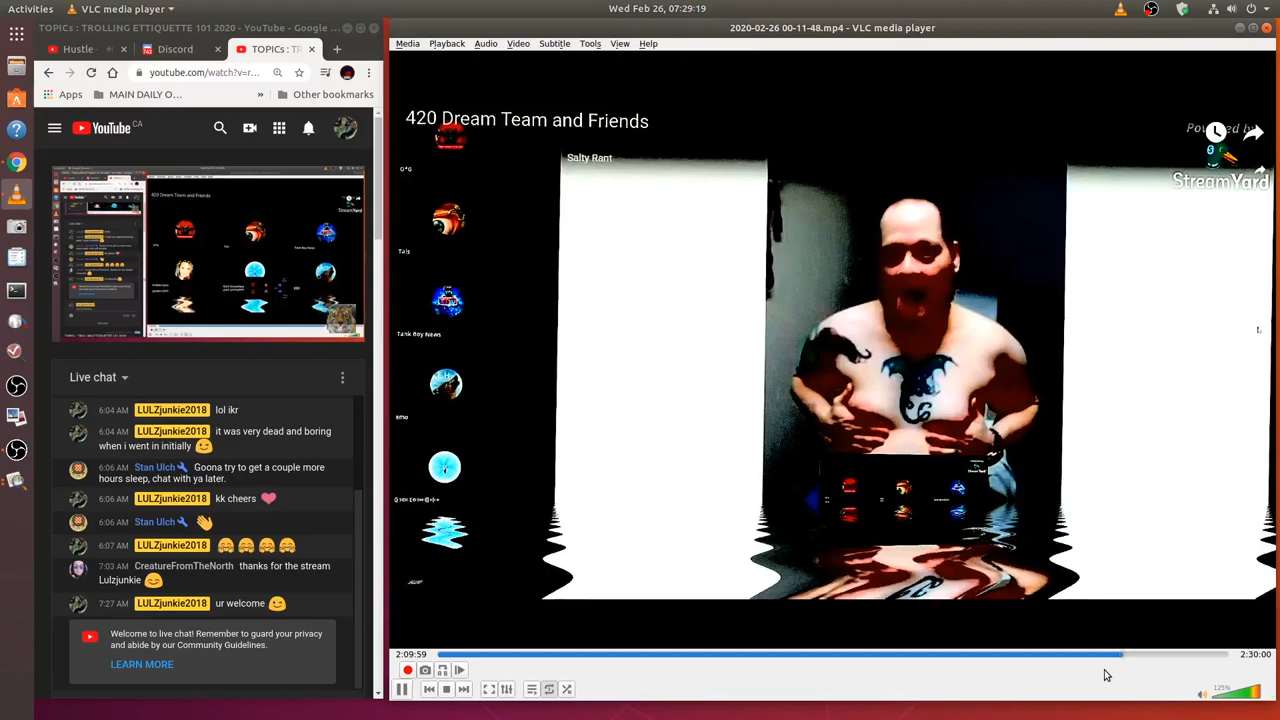 Activities
VLC media player
Wed Feb 26, 07:29:19
TOPICs : TROLLING ETTIQUETTE 101 2020 - YouTube - Google ...
2020-02-26 00-11-48.mp4 - VLC media player
Hustle
Discord
TOPICs : TR
Media Playback Audio Video Subtitle Tools View Help
youtube.com/watch?v=r...
Apps
MAIN DAILY O...
»
Other bookmarks
YouTube CA
420 Dream Team and Friends
StreamYard
Salty Rant
O*G
Tals
Tank Boy News
emo
Live chat
6:04 AM LULZjunkie2018 lol ikr
6:04 AM LULZjunkie2018 it was very dead and boring
when i went in initially
6:06 AM Stan Ulch Goona try to get a couple more
hours sleep, chat with ya later.
6:06 AM LULZjunkie2018 kk cheers
6:06 AM Stan Ulch
6:07 AM LULZjunkie2018
7:03 AM CreatureFromTheNorth thanks for the stream
Lulzjunkie
7:27 AM LULZjunkie2018 ur welcome
Welcome to live chat! Remember to guard your privacy
and abide by our Community Guidelines.
LEARN MORE
2:09:59
2:30:00
125%